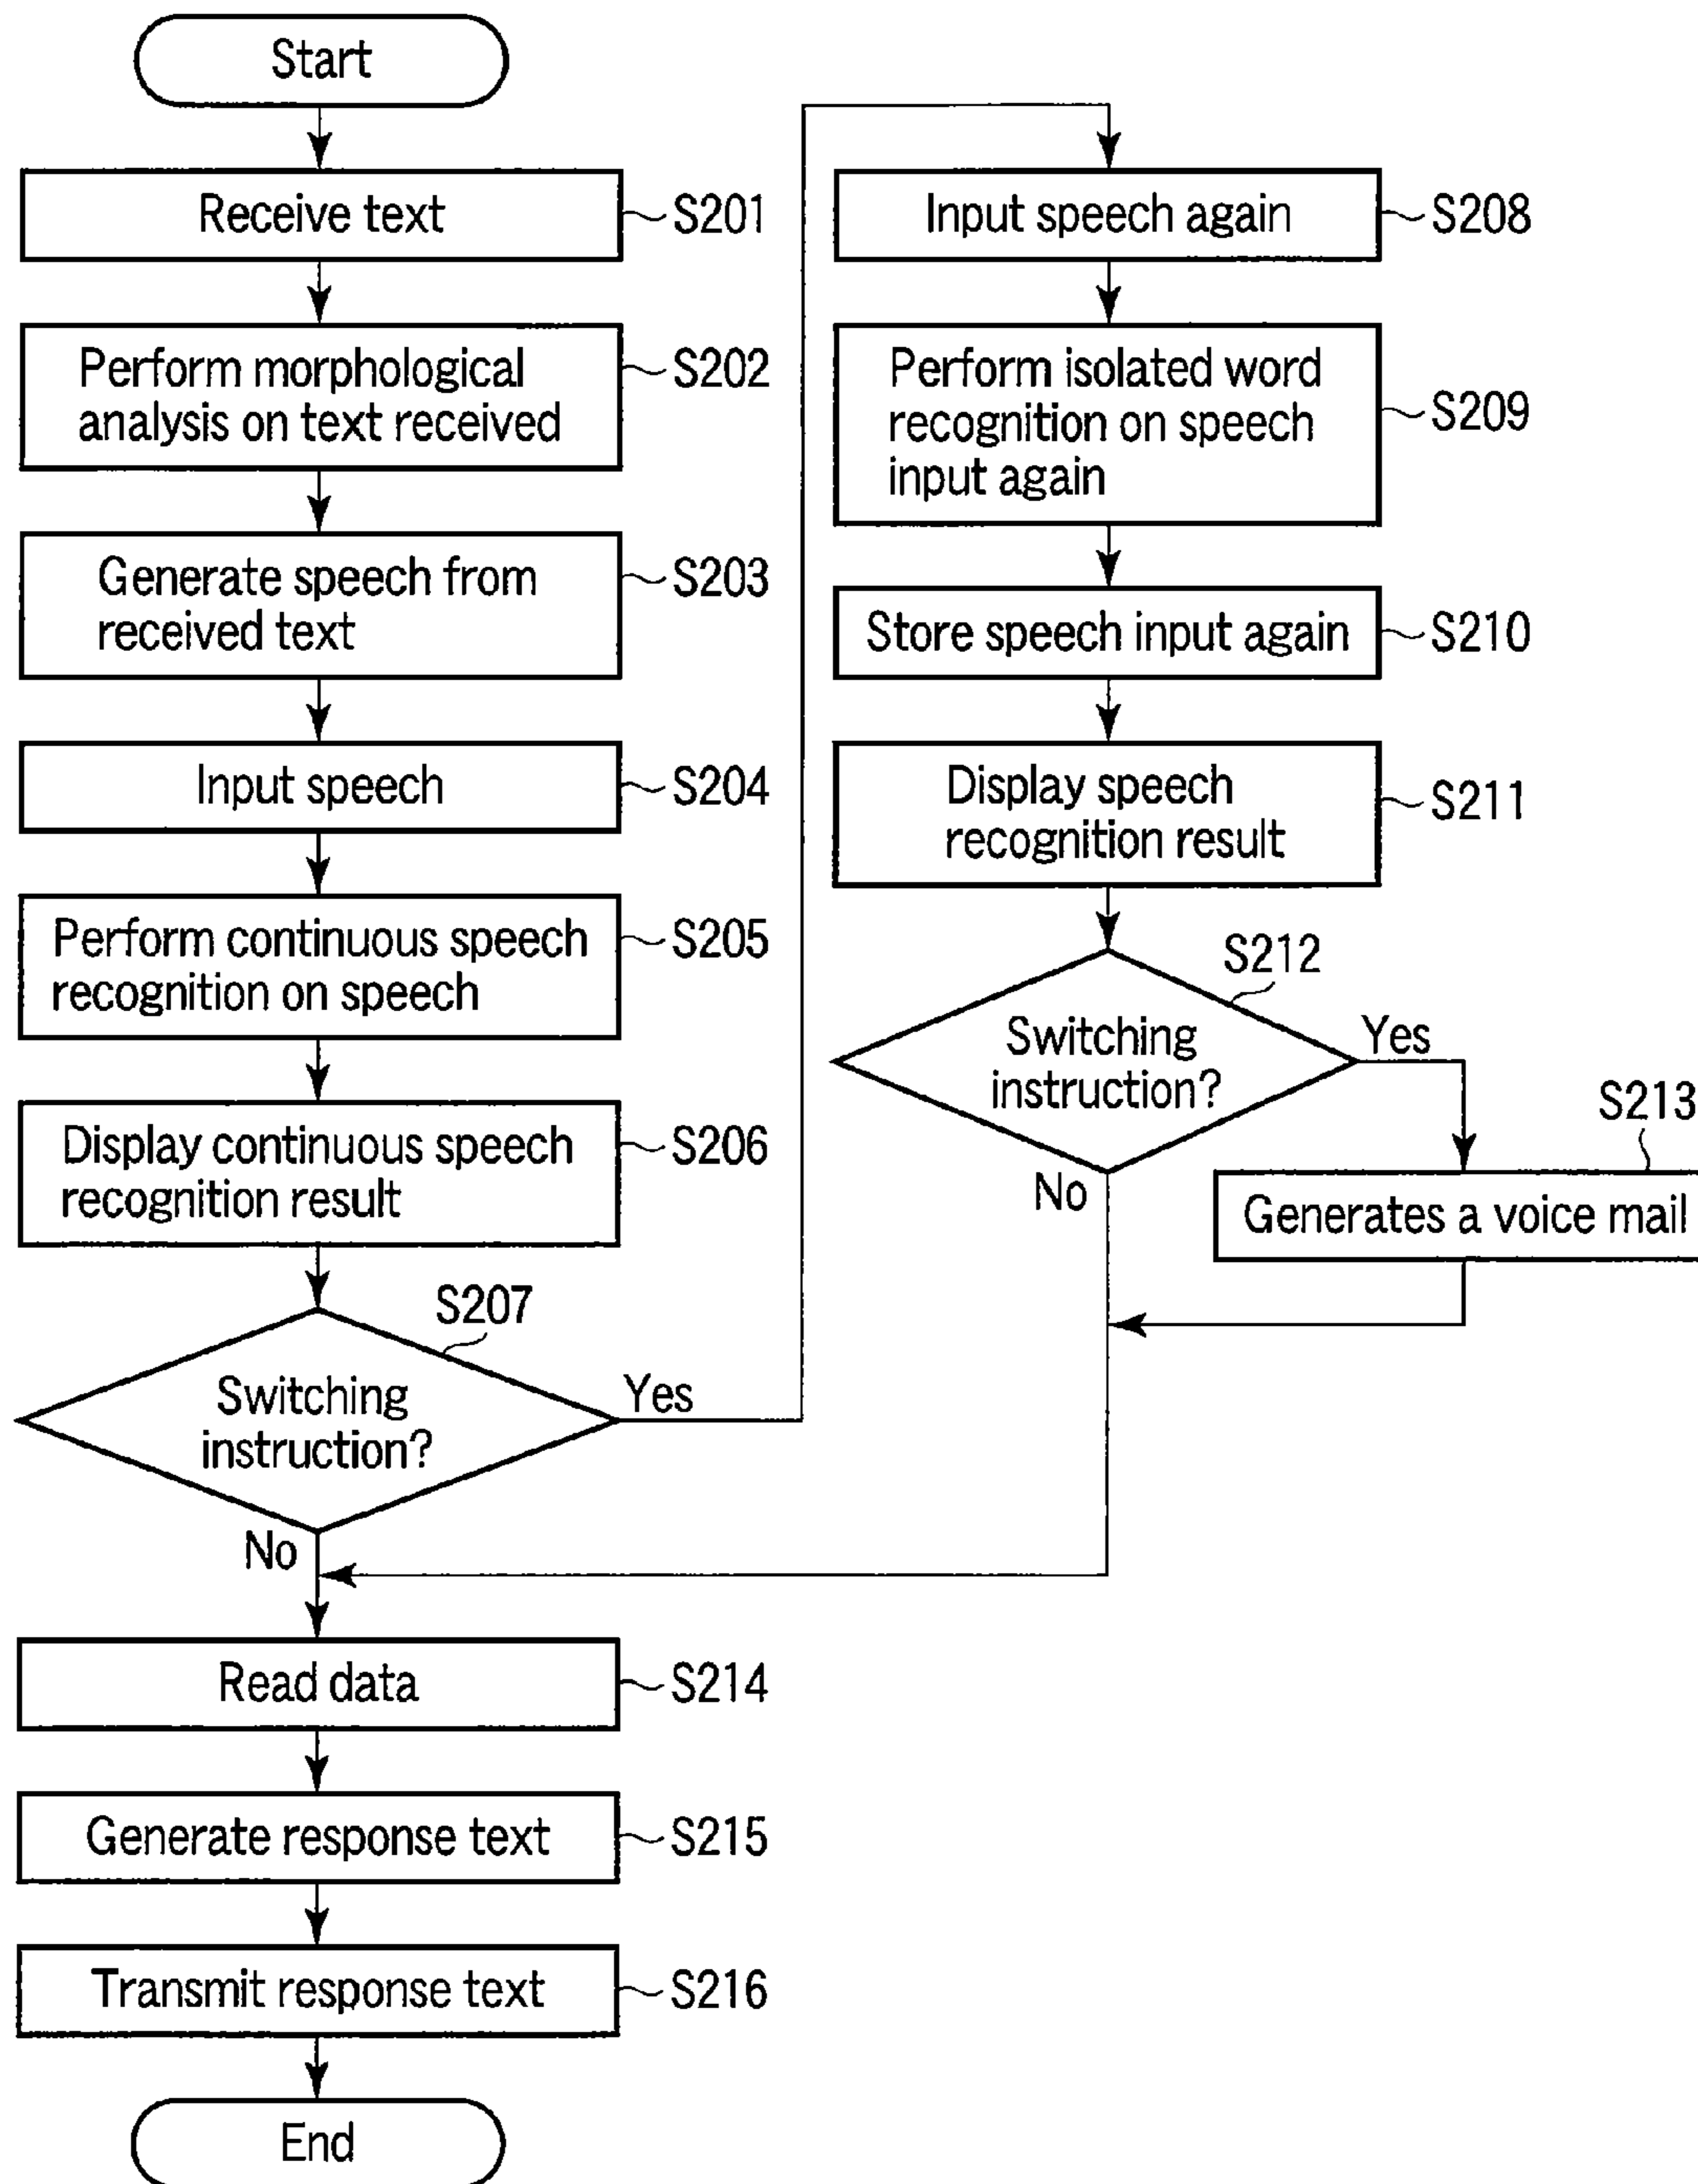 Start
Receive text
S201
Perform morphological
analysis on text received
S202
Generate speech from
received text
S203
Input speech
S204
Perform continuous speech
recognition on speech
S205
Display continuous speech
recognition result
S206
S207
Switching
instruction?
Yes
No
Input speech again
S208
Perform isolated word
recognition on speech
input again
S209
Store speech input again
S210
Display speech
recognition result
S211
S212
Switching
instruction?
Yes
No
S213
Generates a voice mail
Read data
S214
Generate response text
S215
Transmit response text
S216
End